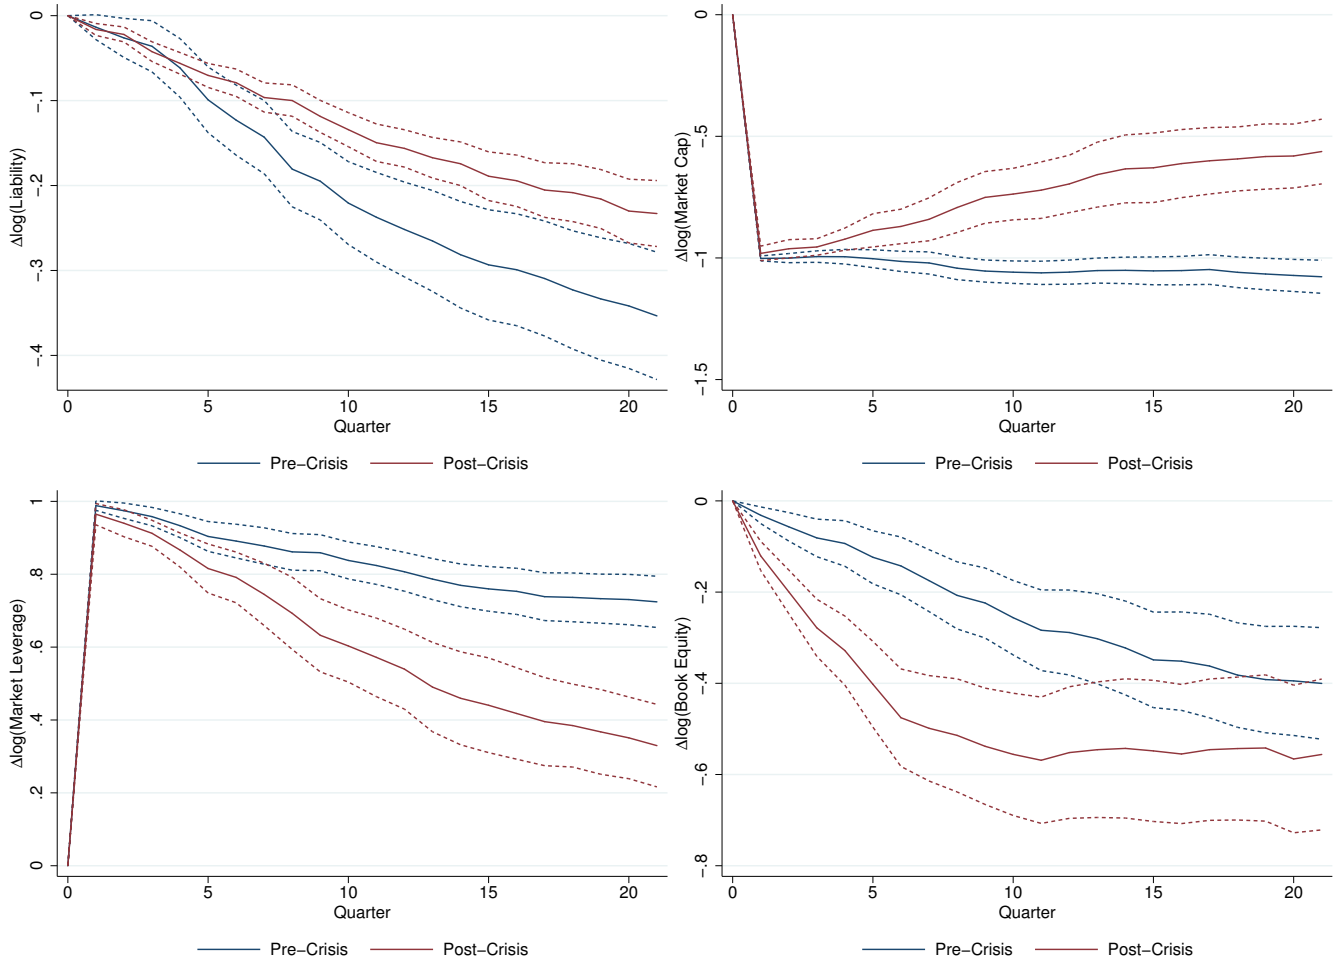 Δlog(Liability)
0
−.1
−.2
−.3
−.4
0 5 10 15 20
Quarter
Pre−Crisis Post−Crisis
Δlog(Market Cap)
0
−.5
−1
−1.5
0 5 10 15 20
Quarter
Pre−Crisis Post−Crisis
Δlog(Market Leverage)
1
.8
.6
.4
.2
0
0 5 10 15 20
Quarter
Pre−Crisis Post−Crisis
Δlog(Book Equity)
0
−.2
−.4
−.6
−.8
0 5 10 15 20
Quarter
Pre−Crisis Post−Crisis